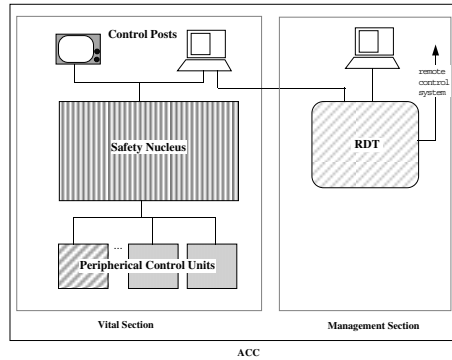 Control Posts
remote
control
system
Safety Nucleus
RDT
...
Peripherical Control Units
Vital Section
Management Section
ACC